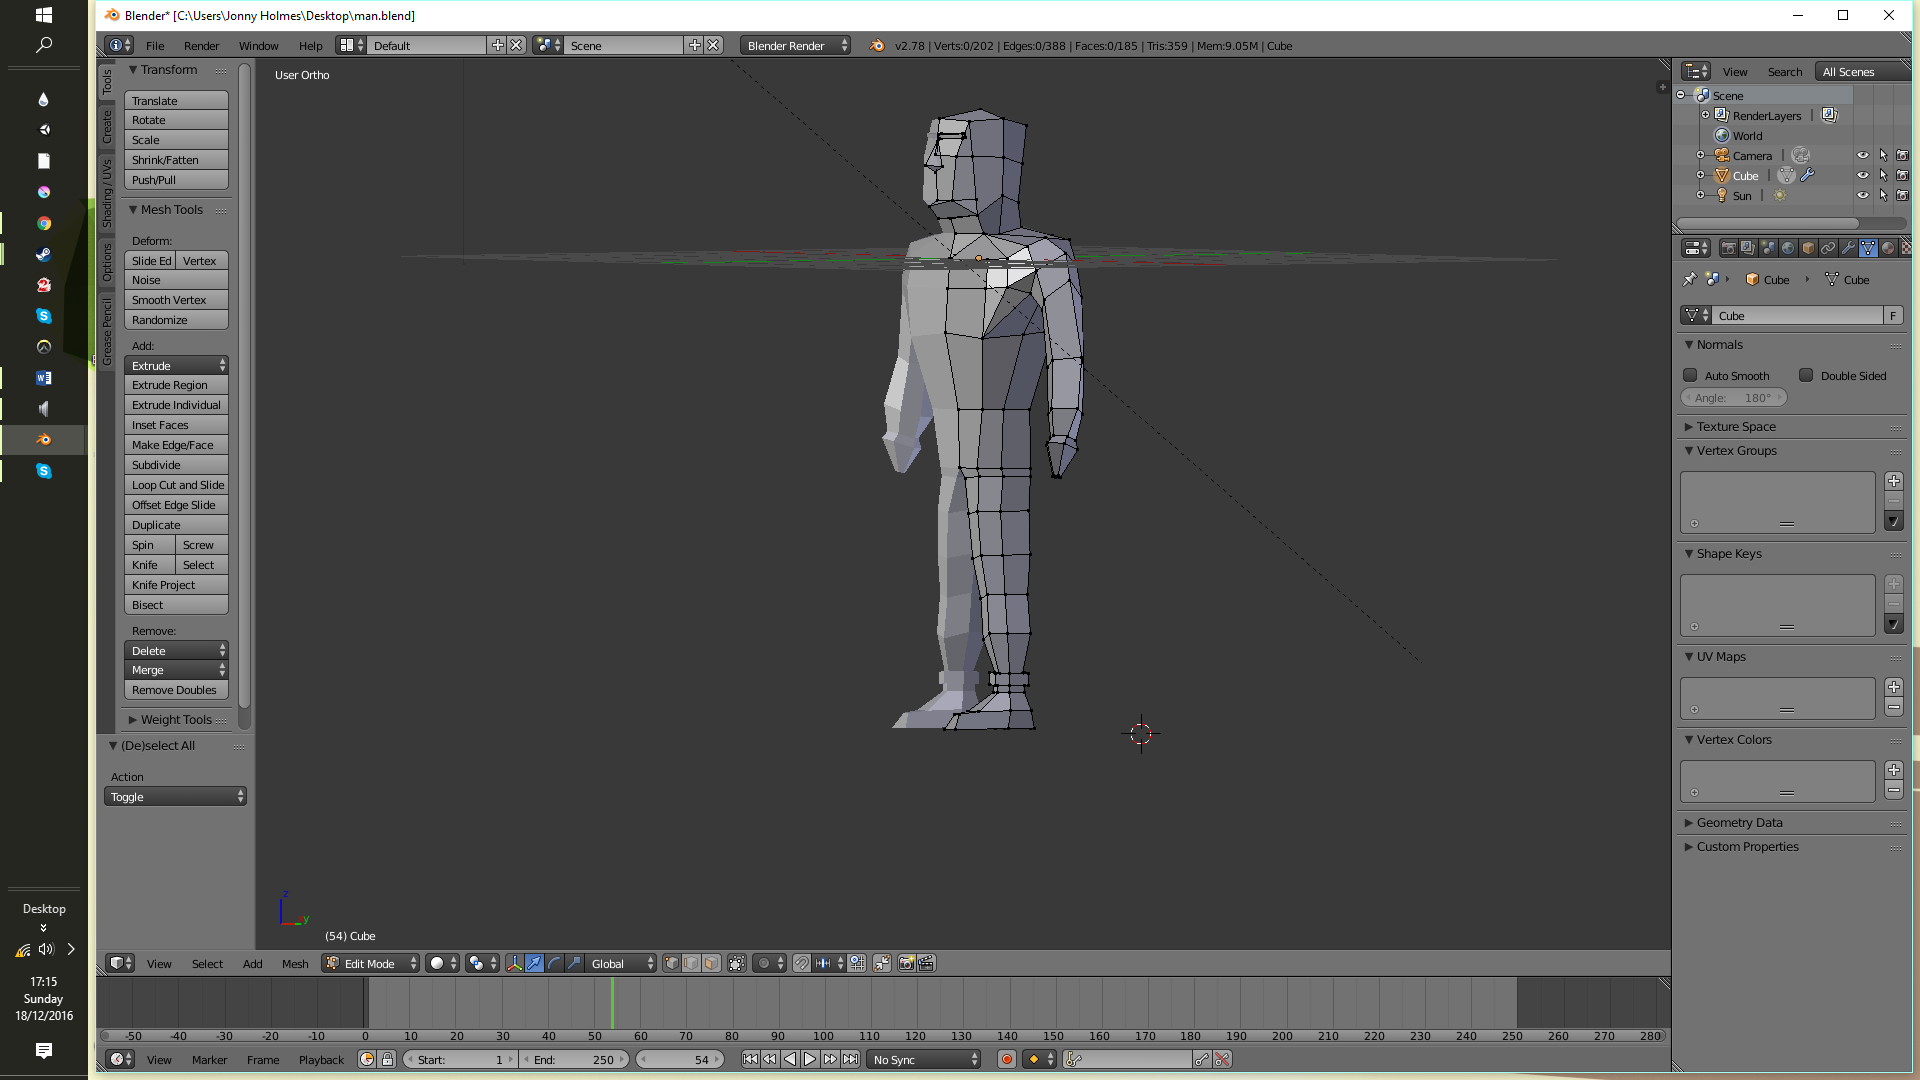 Blender* [C:\Users\Jonny Holmes\Desktop\man.blend]
File Render Window Help Default Scene Blender Render v2.78 | Verts:0/202 | Edges:0/388 | Faces:0/185 | Tris:359 | Mem:9.05M | Cube
Tools
Create
Shading / UVs
Options
Grease Pencil
Transform
Translate
Rotate
Scale
Shrink/Fatten
Push/Pull
Mesh Tools
Deform:
Slide Ed Vertex
Noise
Smooth Vertex
Randomize
Add:
Extrude
Extrude Region
Extrude Individual
Inset Faces
Make Edge/Face
Subdivide
Loop Cut and Slide
Offset Edge Slide
Duplicate
Spin Screw
Knife Select
Knife Project
Bisect
Remove:
Delete
Merge
Remove Doubles
Weight Tools
(De)select All
Action
Toggle
User Ortho
z
y
(54) Cube
View Search All Scenes
Scene
RenderLayers
World
Camera
Cube
Sun
Cube Cube
Cube F
Normals
Auto Smooth Double Sided
Angle: 180°
Texture Space
Vertex Groups
Shape Keys
UV Maps
Vertex Colors
Geometry Data
Custom Properties
View Select Add Mesh Edit Mode Global
-50 -40 -30 -20 -10 0 10 20 30 40 50 60 70 80 90 100 110 120 130 140 150 160 170 180 190 200 210 220 230 240 250 260 270 280
View Marker Frame Playback Start: 1 End: 250 54 No Sync
Desktop
17:15
Sunday
18/12/2016